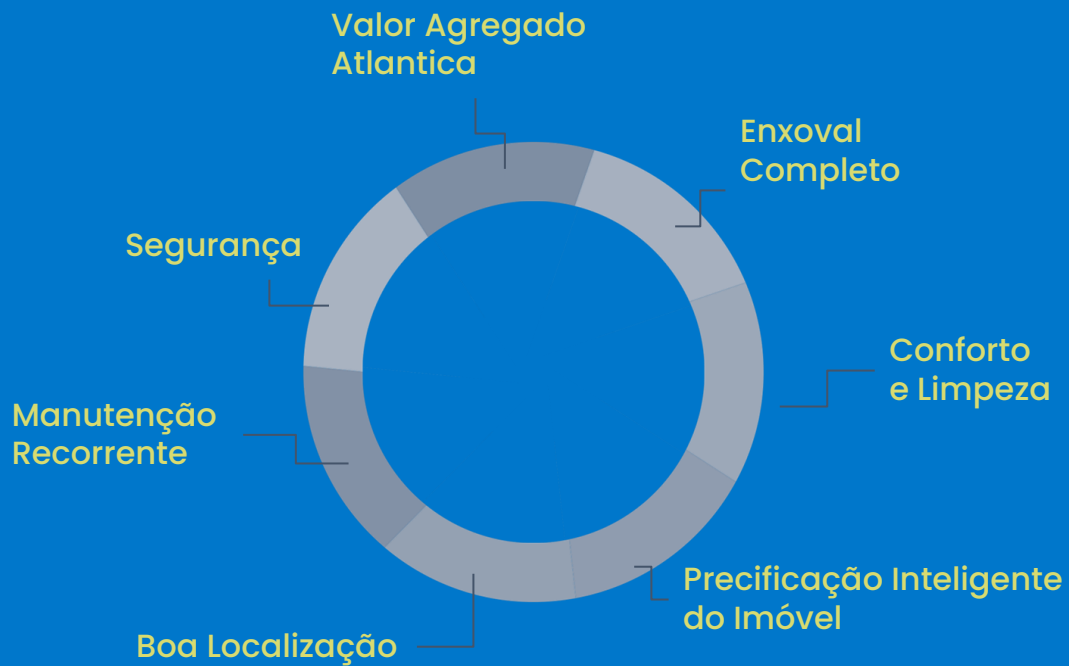 Valor Agregado
Atlantica
Enxoval
Completo
Segurança
Conforto
e Limpeza
Manutenção
Recorrente
Precificação Inteligente
do Imóvel
Boa Localização